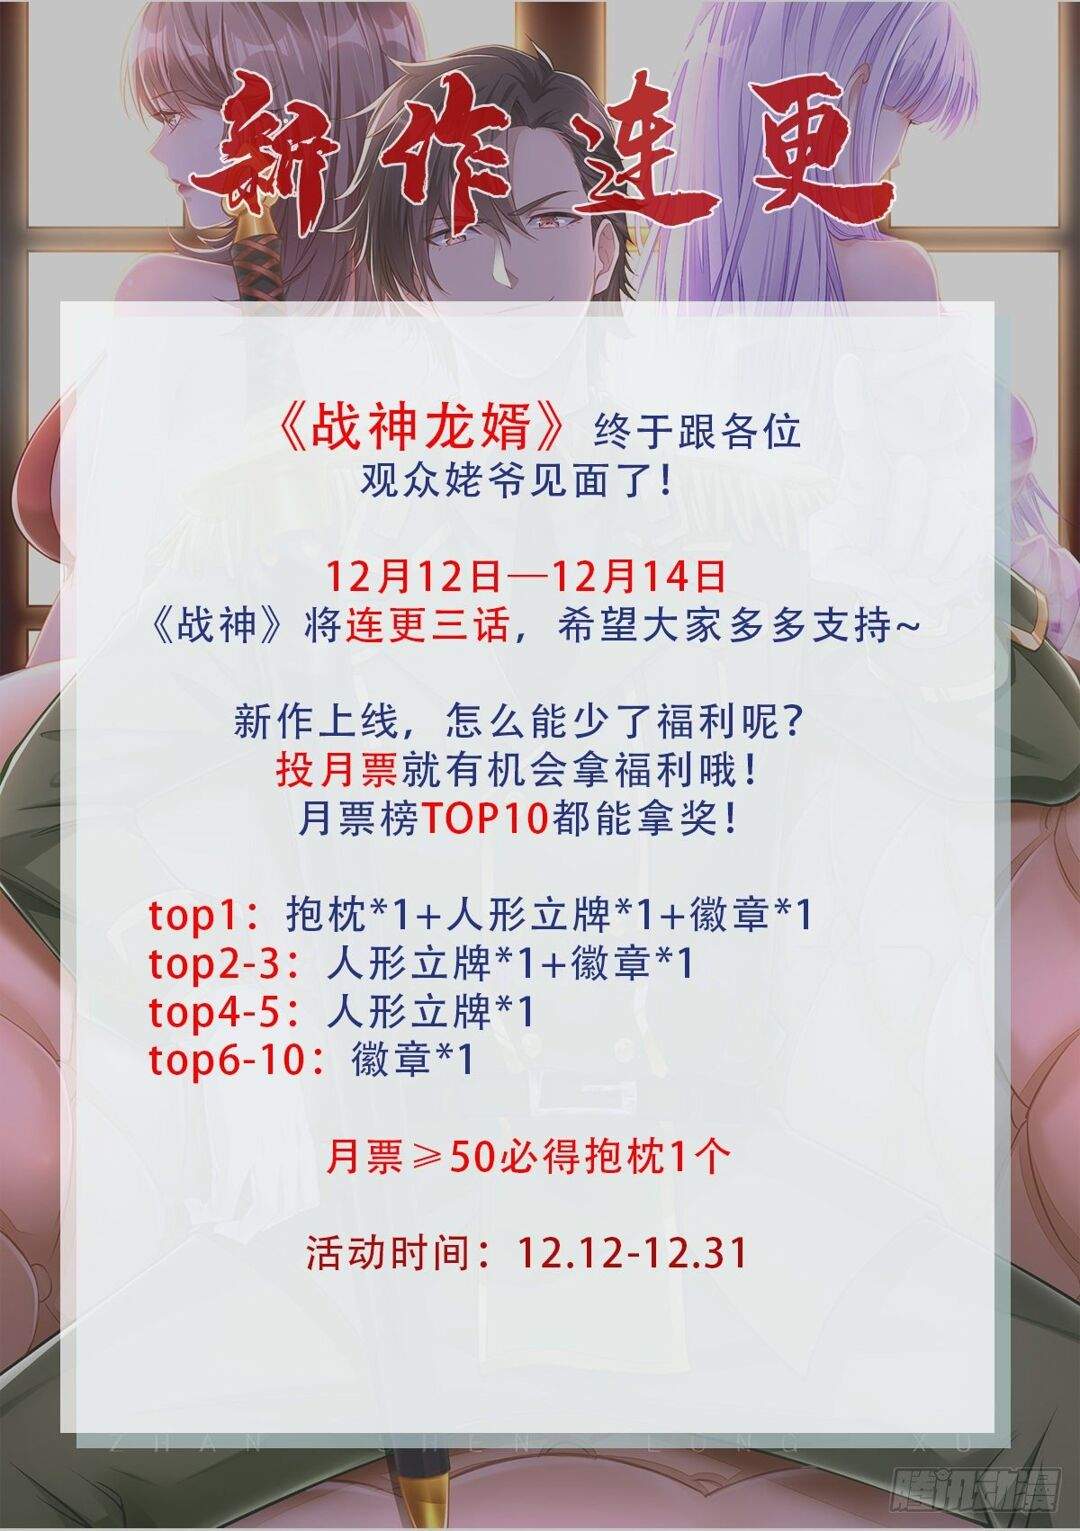 新作连更
《战神龙婿》终于跟各位
观众姥爷见面了！
12月12日—12月14日
《战神》将连更三话，希望大家多多支持~
新作上线，怎么能少了福利呢？
投月票就有机会拿福利哦！
月票榜TOP10都能拿奖！
top1：抱枕*1+人形立牌*1+徽章*1
top2-3：人形立牌*1+徽章*1
top4-5：人形立牌*1
top6-10：徽章*1
月票≥50必得抱枕1个
活动时间：12.12-12.31
ZHAN SHEN LONG XU
腾讯动漫